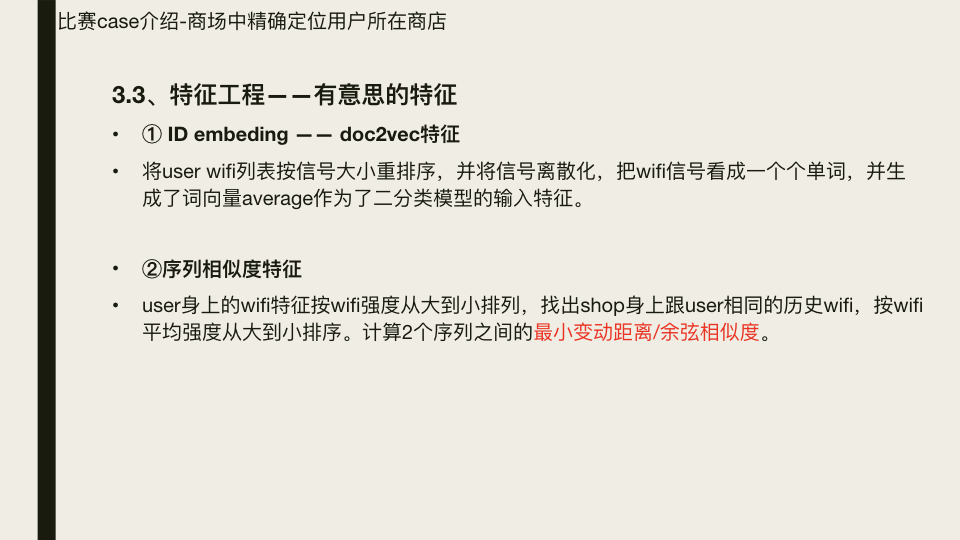 比赛case介绍-商场中精确定位用户所在商店
3.3、特征工程——有意思的特征
• ① ID embeding —— doc2vec特征
• 将user wifi列表按信号大小重排序，并将信号离散化，把wifi信号看成一个个单词，并生
成了词向量average作为了二分类模型的输入特征。
• ②序列相似度特征
• user身上的wifi特征按wifi强度从大到小排列，找出shop身上跟user相同的历史wifi，按wifi
平均强度从大到小排序。计算2个序列之间的最小变动距离/余弦相似度。